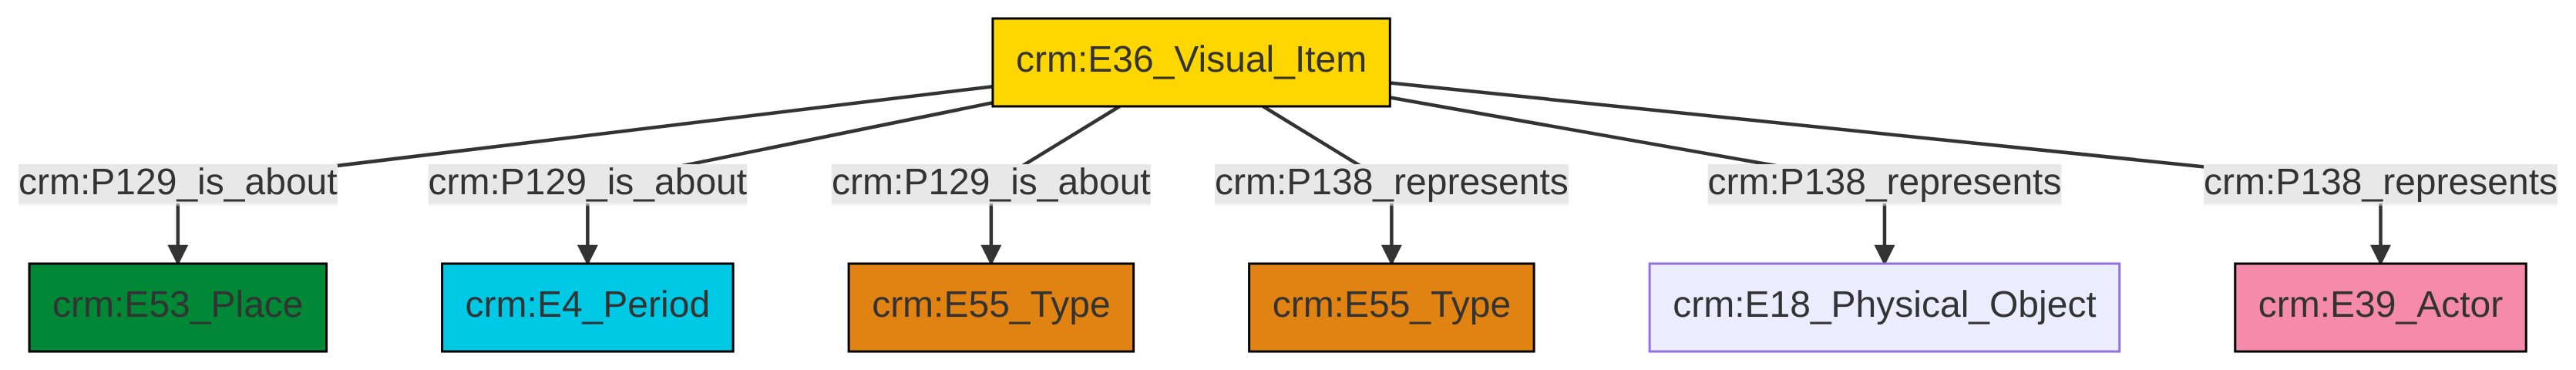 crm:E36_Visual_Item
crm:P129_is_about
crm:P129_is_about
crm:P129_is_about
crm:P138_represents
crm:P138_represents
crm:P138_represents
crm:E53_Place
crm:E4_Period
crm:E55_Type
crm:E55_Type
crm:E18_Physical_Object
crm:E39_Actor